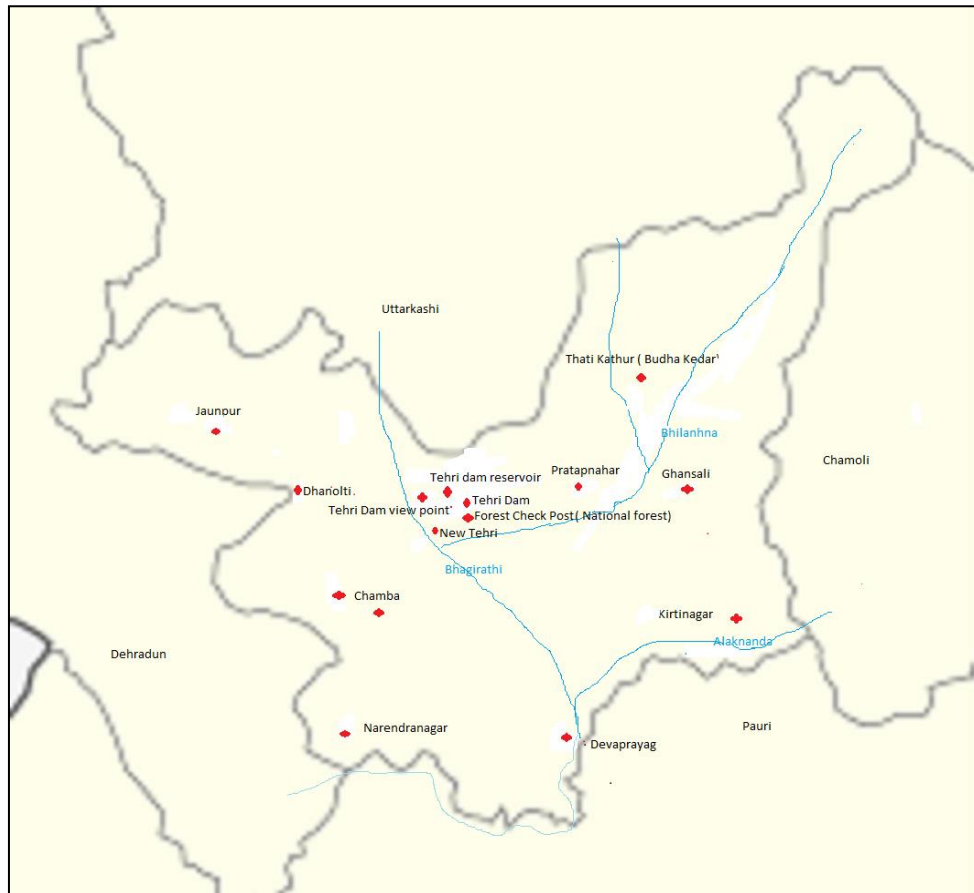 Uttarkashi
Thati Kathur ( Budha Kedar'
Jaunpur
Bhilanhna
Chamoli
Pratapnahar
Ghansali
Tehri dam reservoir
Dhanolti .
Tehri Dam
Tehri Dam view point'
Forest Check Post( National forest)
New Tehri
Bhagirathi
Chamba
Kirtinagar
Alaknanda
Dehradun
Narendranagar
Pauri
Devaprayag